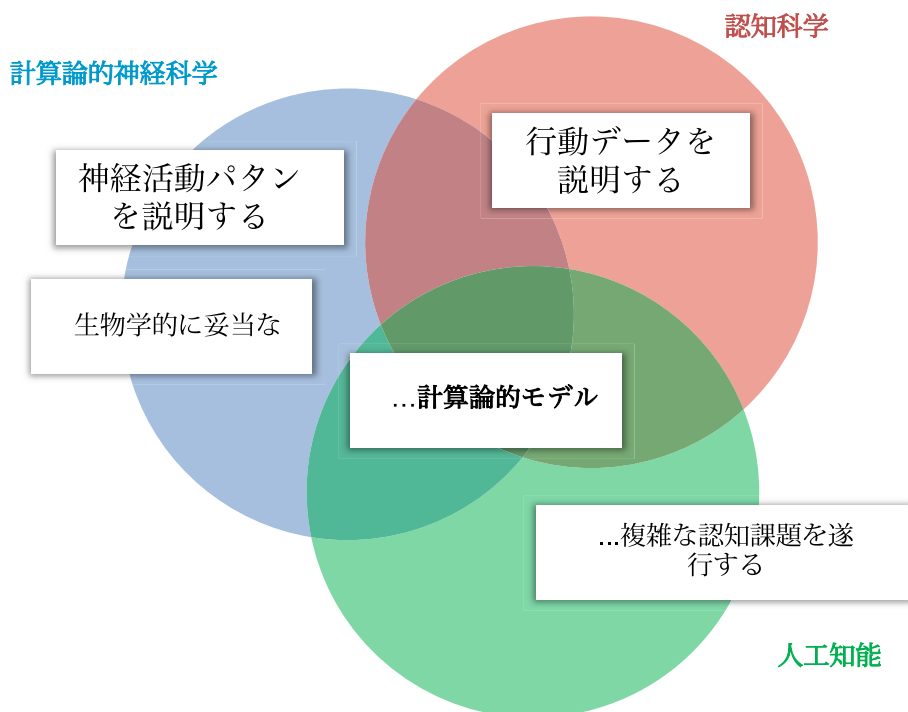 認知科学
計算論的神経科学
行動データを
説明する
神経活動パタン
を説明する
生物学的に妥当な
…計算論的モデル
…複雑な認知課題を遂
行する
人工知能